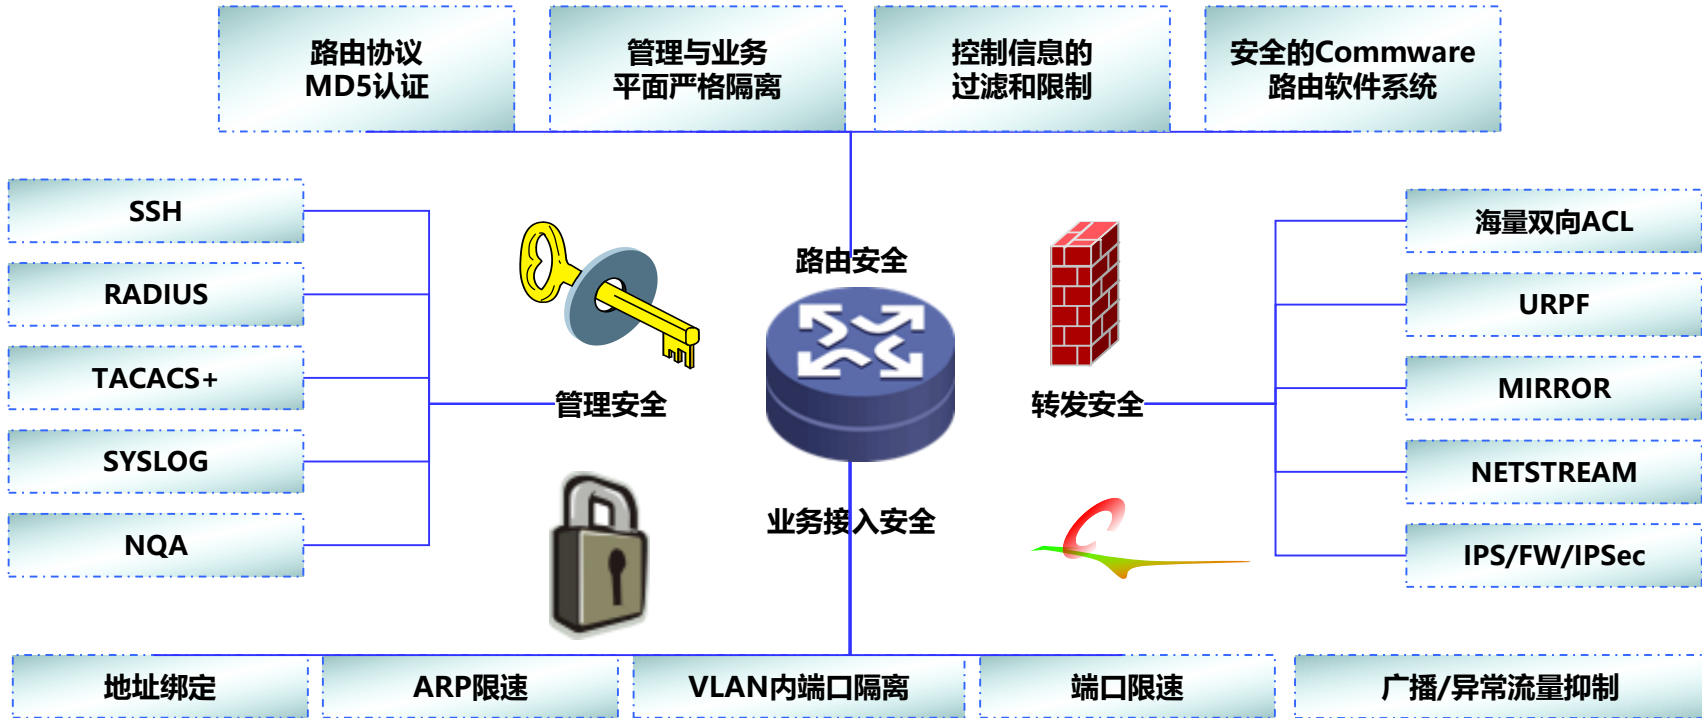 路由协议
MD5认证
管理与业务
平面严格隔离
控制信息的
过滤和限制
安全的Commware
路由软件系统
SSH
RADIUS
TACACS+
SYSLOG
NQA
路由安全
管理安全
转发安全
业务接入安全
海量双向ACL
URPF
MIRROR
NETSTREAM
IPS/FW/IPSec
地址绑定
ARP限速
VLAN内端口隔离
端口限速
广播/异常流量抑制